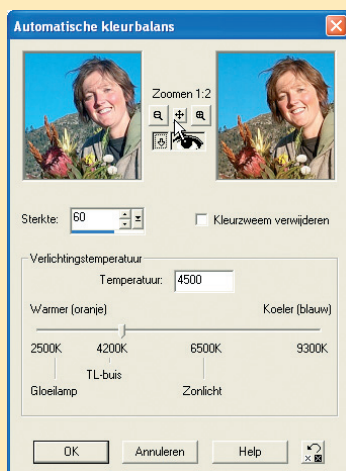 Automatische kleurbalans
Zoomen 1:2
Sterkte: 60 Kleurzweem verwijderen
Verlichtingstemperatuur
Temperatuur: 4500
Warmer (oranje) Koeler (blauw)
2500K 4200K 6500K 9300K
TL-buis
Gloeilamp Zonlicht
OK Annuleren Help